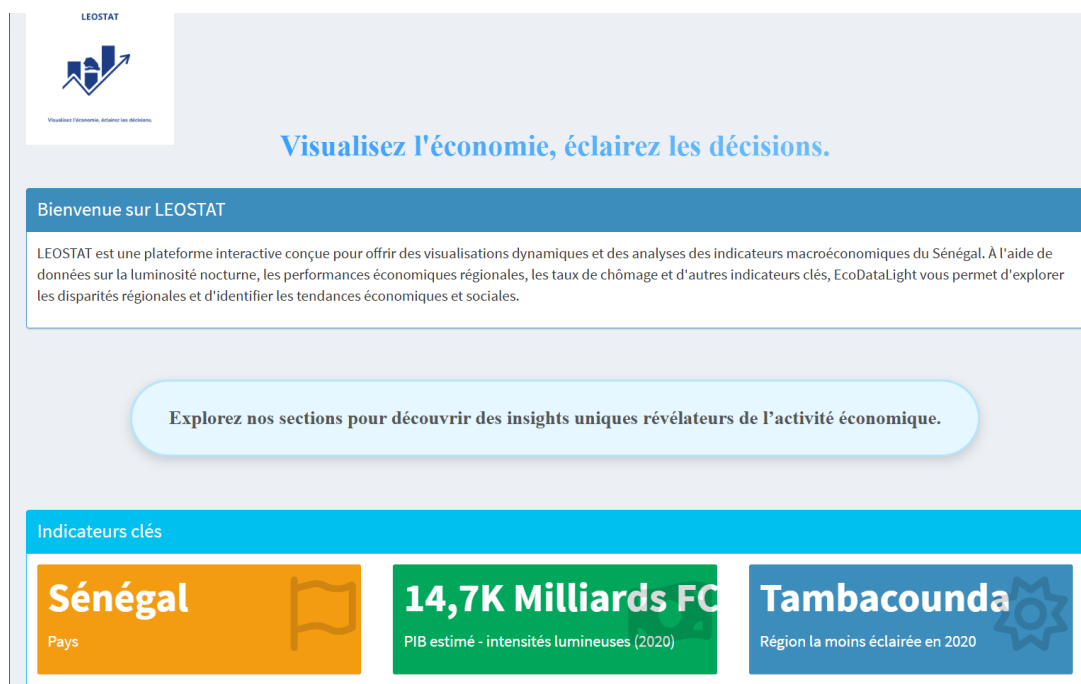 LEOSTAT
Visualisez l'économie, éclairez les décisions.
Visualisez l'économie, éclairez les décisions.
Bienvenue sur LEOSTAT
LEOSTAT est une plateforme interactive conçue pour offrir des visualisations dynamiques et des analyses des indicateurs macroéconomiques du Sénégal. À l'aide de
données sur la luminosité nocturne, les performances économiques régionales, les taux de chômage et d'autres indicateurs clés, EcoDataLight vous permet d'explorer
les disparités régionales et d'identifier les tendances économiques et sociales.
Explorez nos sections pour découvrir des insights uniques révélateurs de l’activité économique.
Indicateurs clés
Sénégal
Pays
14,7K Milliards FC
PIB estimé - intensités lumineuses (2020)
Tambacounda
Région la moins éclairée en 2020